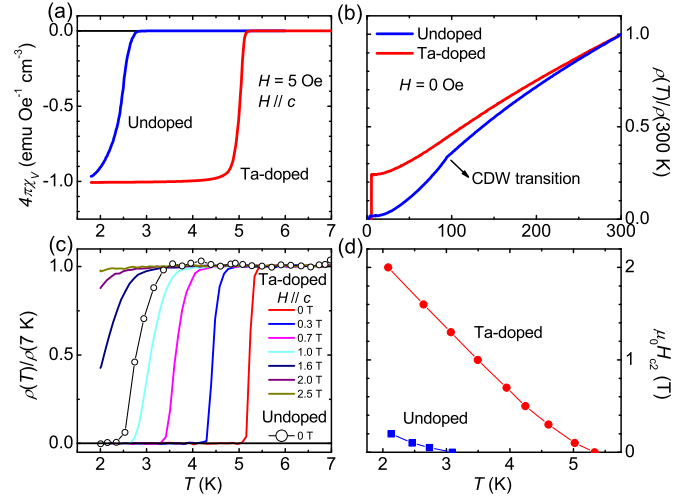 (a)
0.0
-0.5
-1.0
4πχV (emu Oe-1 cm-3)
H = 5 Oe
H // c
Undoped
Ta-doped
2 3 4 5 6 7
(b)
Undoped
Ta-doped
H = 0 Oe
CDW transition
1.0
0.5
0.0
ρ(T)/ρ(300 K)
0 100 200 300
(c)
1.0
0.5
0.0
ρ(T)/ρ(7 K)
Ta-doped
H // c
0 T
0.3 T
0.7 T
1.0 T
1.6 T
2.0 T
2.5 T
Undoped
0 T
2 3 4 5 6 7
T (K)
(d)
Ta-doped
Undoped
2
1
0
μ0Hc2 (T)
2 3 4 5
T (K)